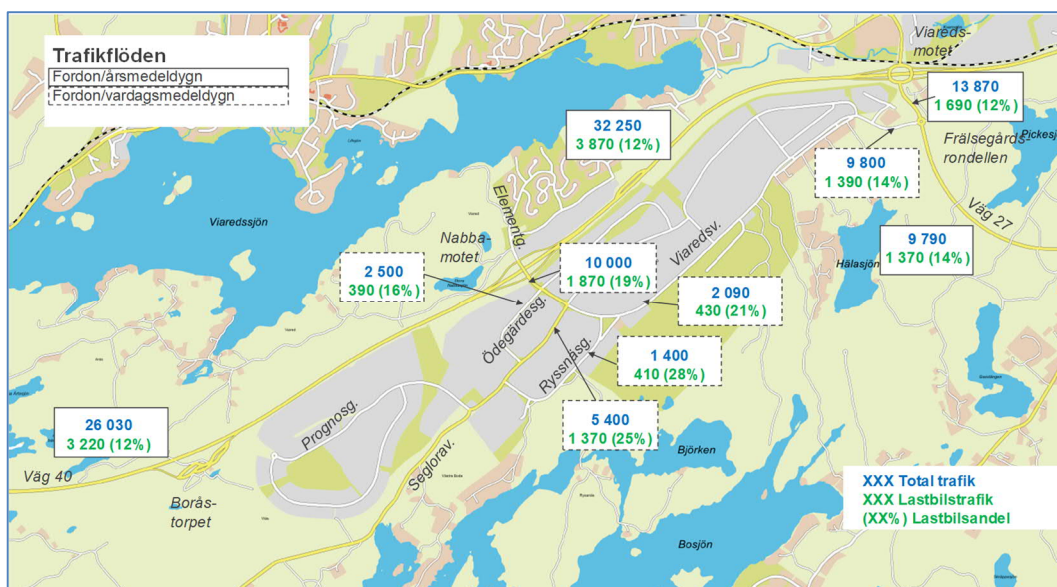 Trafikflöden
Fordon/årsmedeldygn
Fordon/vardagsmedeldygn
Viareds-
motet
13 870
1 690 (12%)
32 250
3 870 (12%)
Frälsegårds-
rondellen
Pickesj
9 800
1 390 (14%)
Väg 27
Viaredssjön
Elementg.
Nabba-
motet
Viaredsv.
9 790
1 370 (14%)
Hälasjön
2 500
390 (16%)
10 000
1 870 (19%)
2 090
430 (21%)
Ödegärdesg.
Ryssnäsg.
1 400
410 (28%)
Prognosg.
5 400
1 370 (25%)
26 030
3 220 (12%)
Seglorav.
Björken
Väg 40
Borås-
torpet
XXX Total trafik
XXX Lastbilstrafik
(XX%) Lastbilsandel
Bosjön